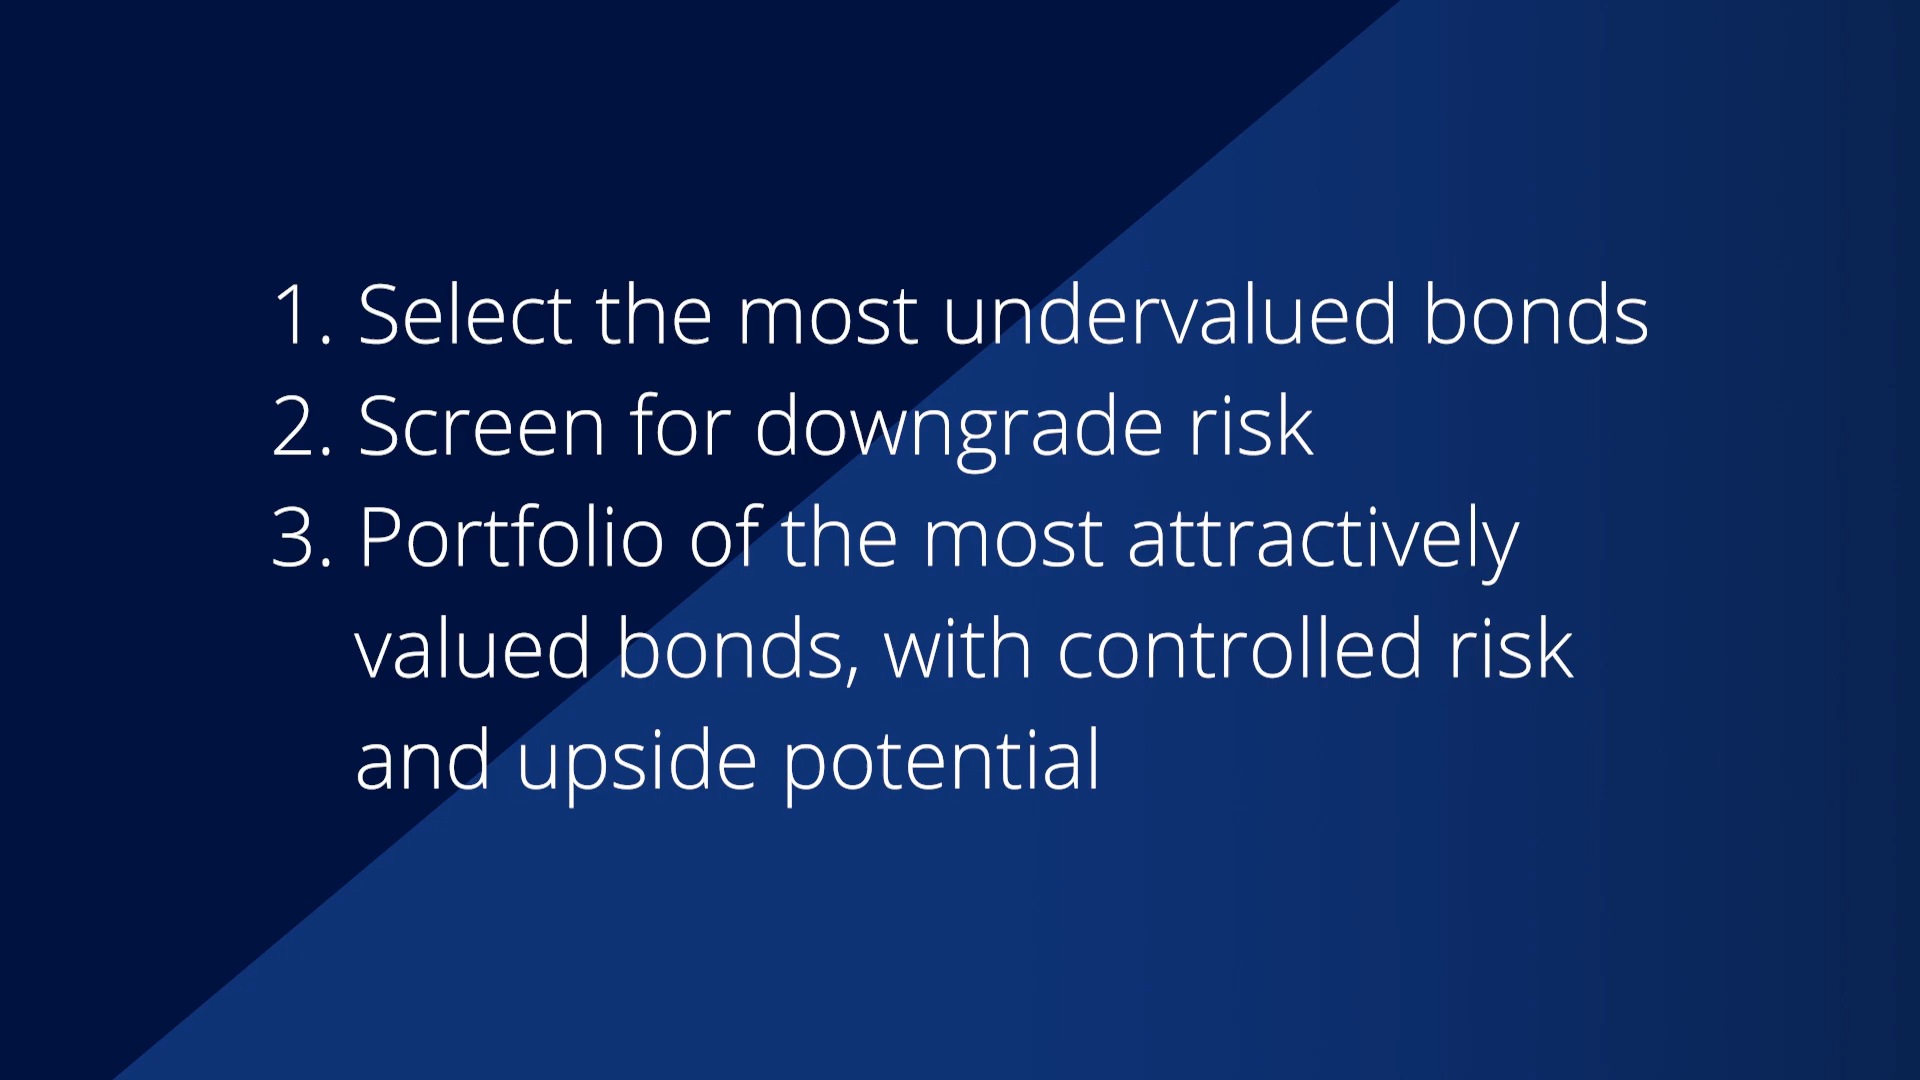 1. Select the most undervalued bonds
2. Screen for downgrade risk
3. Portfolio of the most attractively
valued bonds, with controlled risk
and upside potential